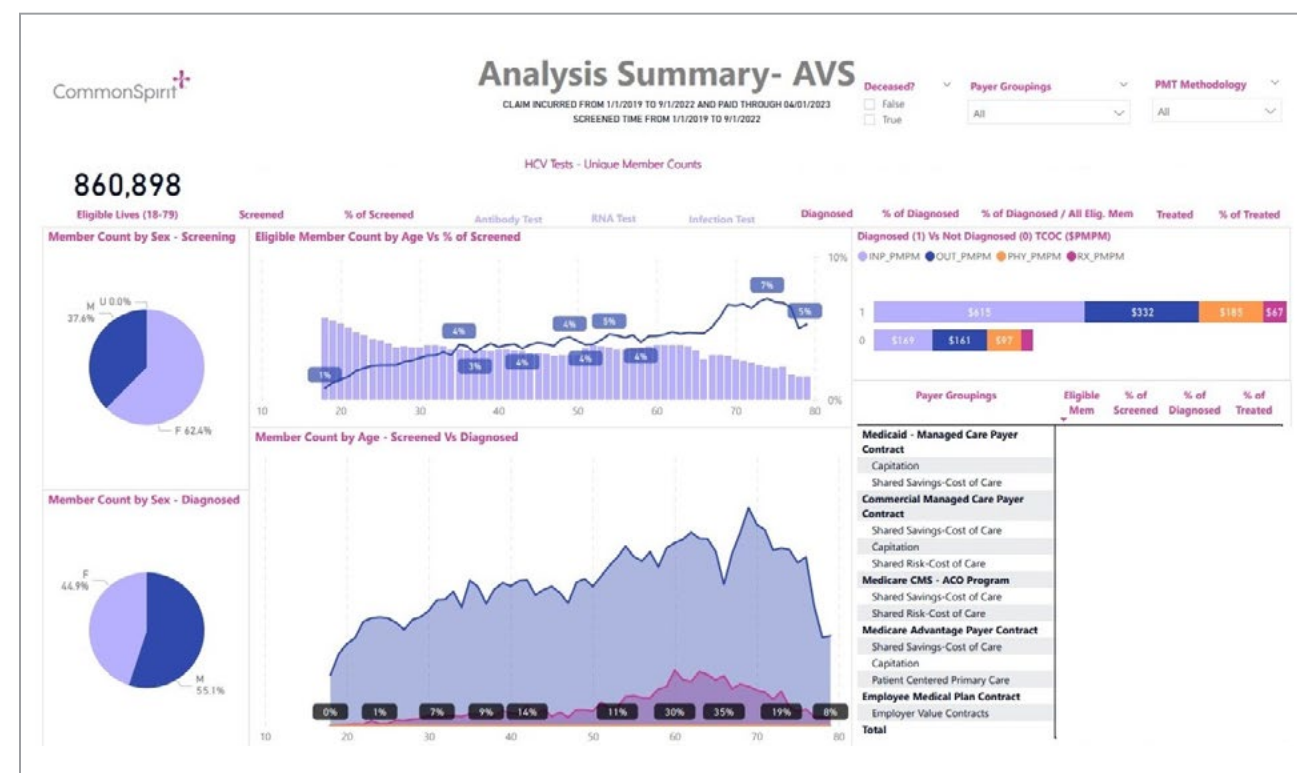 CommonSpirit
Analysis Summary- AVS
CLAIM INCURRED FROM 1/1/2019 TO 9/1/2022 AND PAID THROUGH 04/01/2023
SCREENED TIME FROM 1/1/2019 TO 9/1/2022
Deceased?
False
True
Payer Groupings
All
PMT Methodology
All
HCV Tests - Unique Member Counts
860,898
Eligible Lives (18-79)
Screened
% of Screened
Antibody Test
RNA Test
Infection Test
Diagnosed
% of Diagnosed
% of Diagnosed / All Elig. Mem
Treated
% of Treated
Member Count by Sex - Screening
U 0.0%
M
37.6%
F 62.4%
Eligible Member Count by Age Vs % of Screened
10%
0%
1%
4%
3%
4%
4%
4%
5%
4%
7%
5%
10 20 30 40 50 60 70 80
Diagnosed (1) Vs Not Diagnosed (0) TCOC ($PMPM)
INP_PMPM OUT_PMPM PHY_PMPM RX_PMPM
1 $615 $332 $185 $67
0 $169 $161 $97
Member Count by Sex - Diagnosed
F
44.9%
M
55.1%
Member Count by Age - Screened Vs Diagnosed
0% 1% 7% 9% 14% 11% 30% 35% 19% 8%
10 20 30 40 50 60 70 80
Payer Groupings
Eligible
Mem
% of
Screened
% of
Diagnosed
% of
Treated
Medicaid - Managed Care Payer
Contract
Capitation
Shared Savings-Cost of Care
Commercial Managed Care Payer
Contract
Shared Savings-Cost of Care
Capitation
Shared Risk-Cost of Care
Medicare CMS - ACO Program
Shared Savings-Cost of Care
Shared Risk-Cost of Care
Medicare Advantage Payer Contract
Shared Savings-Cost of Care
Capitation
Patient Centered Primary Care
Employee Medical Plan Contract
Employer Value Contracts
Total